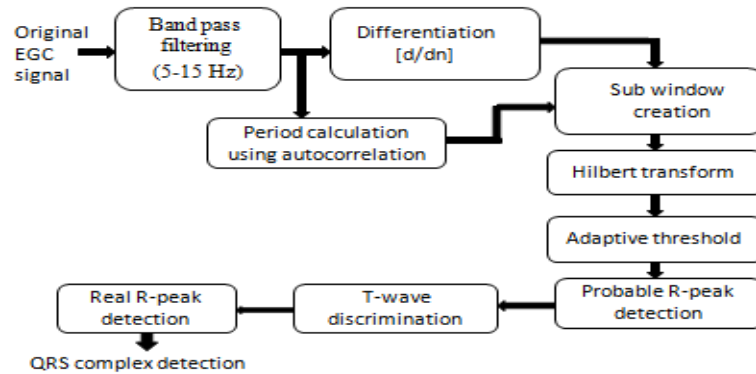 Original
EGC
signal
Band pass
filtering
(5-15 Hz)
Differentiation
[d/dn]
Period calculation
using autocorrelation
Sub window
creation
Hilbert transform
Adaptive threshold
Probable R-peak
detection
T-wave
discrimination
Real R-peak
detection
QRS complex detection